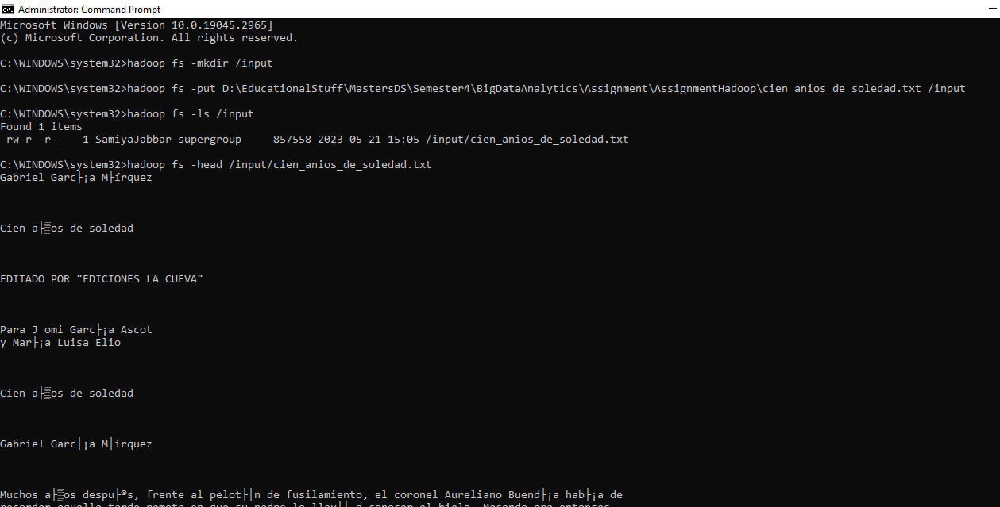 Administrator: Command Prompt
Microsoft Windows [Version 10.0.19045.2965]
(c) Microsoft Corporation. All rights reserved.
C:\WINDOWS\system32>hadoop fs -mkdir /input
C:\WINDOWS\system32>hadoop fs -put D:\EducationalStuff\MastersDS\Semester4\BigDataAnalytics\Assignment\AssignmentHadoop\cien_anios_de_soledad.txt /input
C:\WINDOWS\system32>hadoop fs -ls /input
Found 1 items
-rw-r--r--   1 SamiyaJabbar supergroup     857558 2023-05-21 15:05 /input/cien_anios_de_soledad.txt
C:\WINDOWS\system32>hadoop fs -head /input/cien_anios_de_soledad.txt
Gabriel Garc├¡a M├írquez
Cien a├▒os de soledad
EDITADO POR "EDICIONES LA CUEVA"
Para J omi Garc├¡a Ascot
y Mar├¡a Luisa Elio
Cien a├▒os de soledad
Gabriel Garc├¡a M├írquez
Muchos a├▒os despu├®s, frente al pelot├│n de fusilamiento, el coronel Aureliano Buend├¡a hab├¡a de